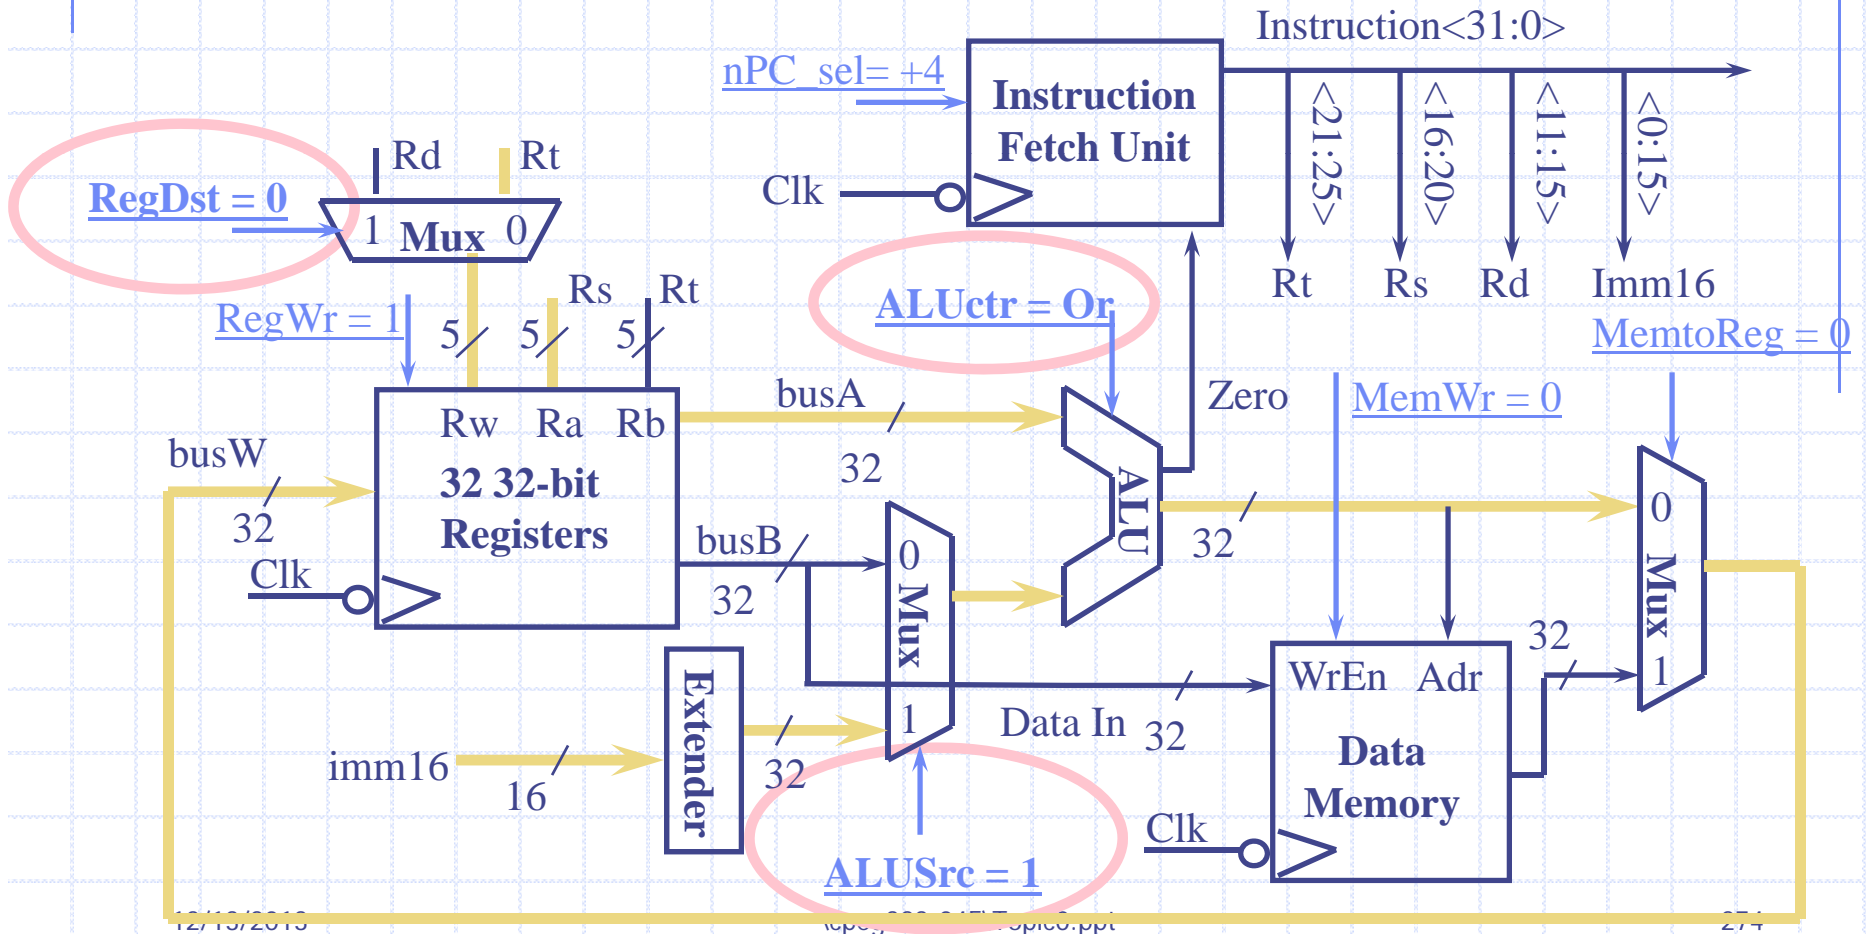 Instruction<31:0>
nPC_sel= +4
Instruction
Fetch Unit
Clk
<21:25>
<16:20>
<11:15>
<0:15>
Rt
Rs
Rd
Imm16
Rd
Rt
RegDst = 0
1
Mux
0
Rs
Rt
RegWr = 1
5
5
5
ALUctr = Or
MemtoReg = 0
Zero
MemWr = 0
busA
32
Rw
Ra
Rb
busW
32
32 32-bit
Registers
Clk
busB
32
0
Mux
1
ALU
32
0
Mux
1
32
WrEn
Adr
Data In
32
Data
Memory
Clk
imm16
16
Extender
32
ALUSrc = 1